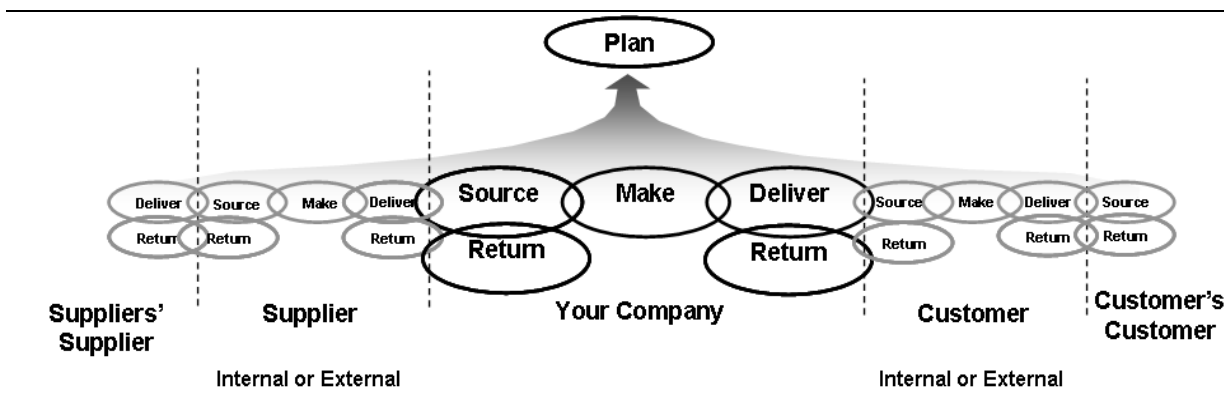 Plan
Deliver Source Make Deliver Source Make Deliver Source Make Deliver Source
Return Return Return Return Return Return Return Return
Suppliers’ Supplier Your Company Customer Customer’s
Supplier Customer
Internal or External Internal or External